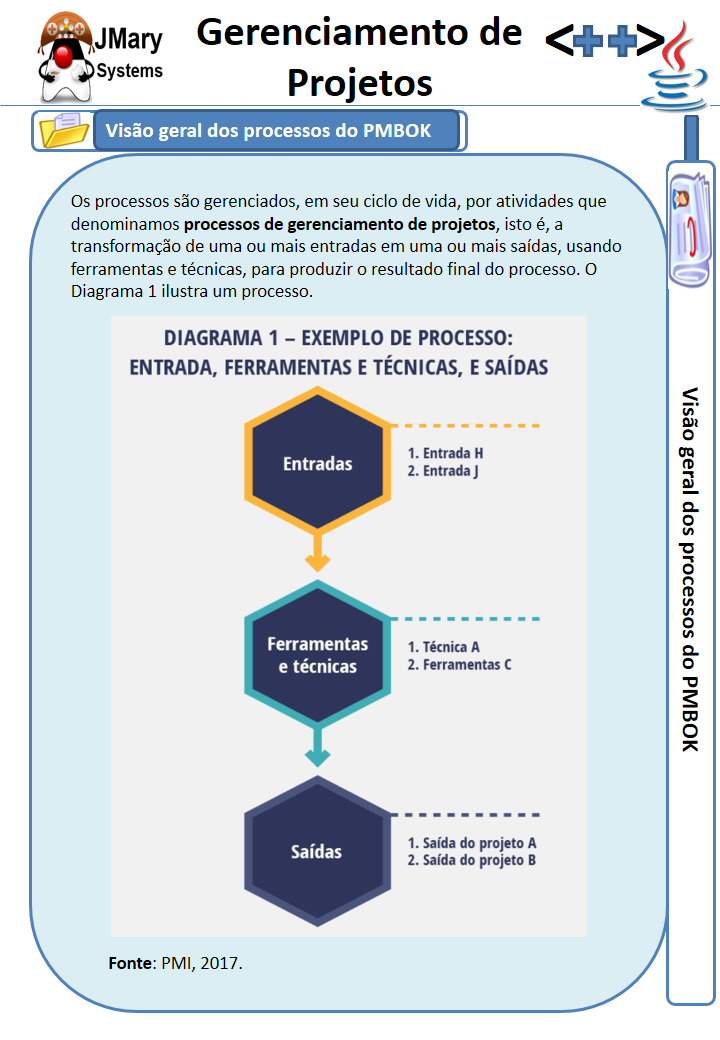 JMary
Systems
Gerenciamento de
Projetos
<++>
Visão geral dos processos do PMBOK
Os processos são gerenciados, em seu ciclo de vida, por atividades que
denominamos processos de gerenciamento de projetos, isto é, a
transformação de uma ou mais entradas em uma ou mais saídas, usando
ferramentas e técnicas, para produzir o resultado final do processo. O
Diagrama 1 ilustra um processo.
DIAGRAMA 1 – EXEMPLO DE PROCESSO:
ENTRADA, FERRAMENTAS E TÉCNICAS, E SAÍDAS
Entradas
1. Entrada H
2. Entrada J
Ferramentas
e técnicas
1. Técnica A
2. Ferramentas C
Saídas
1. Saída do projeto A
2. Saída do projeto B
Fonte: PMI, 2017.
Visão geral dos processos do PMBOK